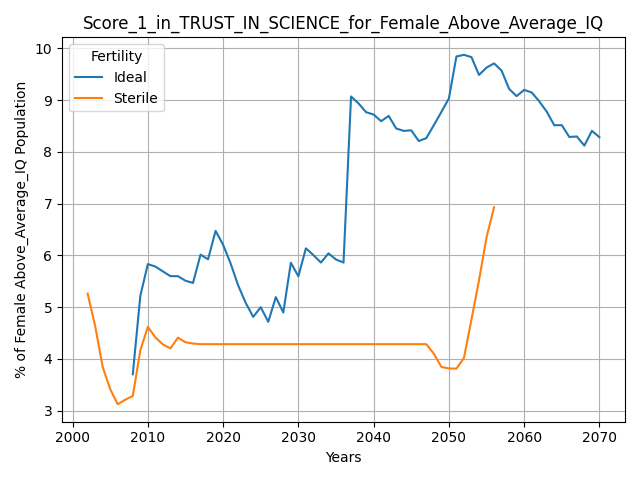 Score_1_in_TRUST_IN_SCIENCE_for_Female_Above_Average_IQ
% of Female Above_Average_IQ Population
10
9
8
7
6
5
4
3
Fertility
Ideal
Sterile
2000 2010 2020 2030 2040 2050 2060 2070
Years